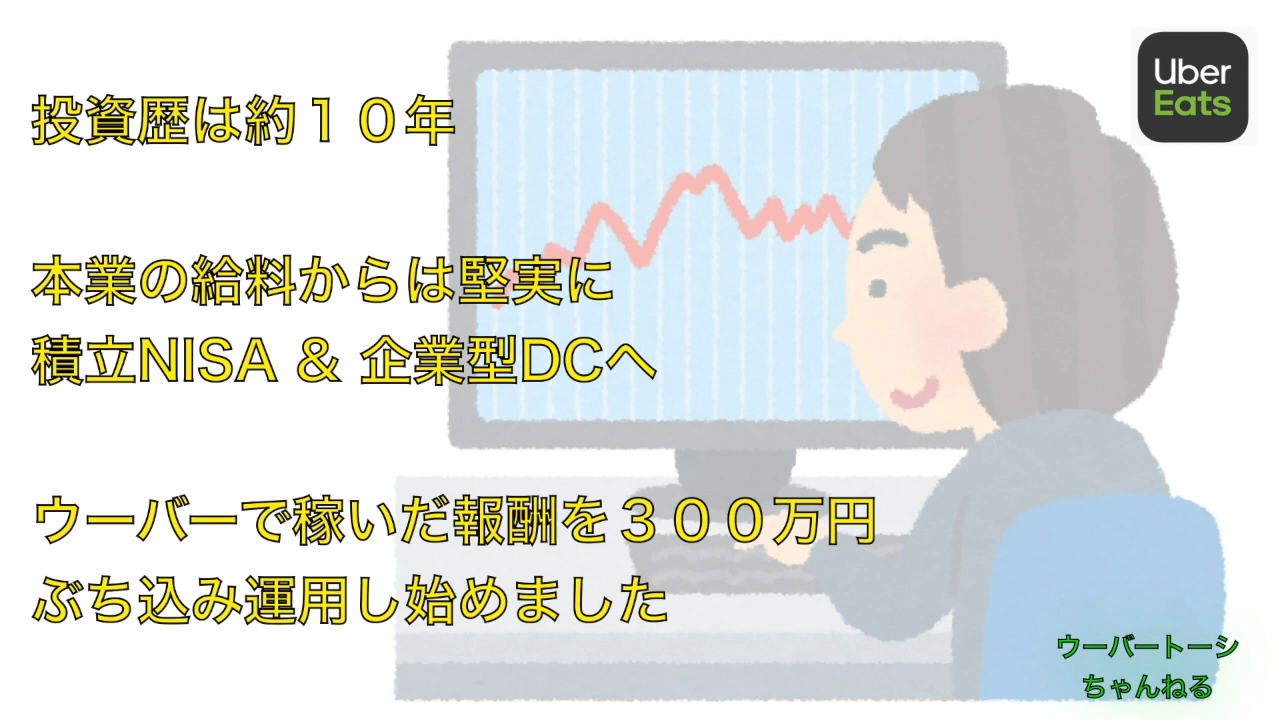 投資歴は約１０年
本業の給料からは堅実に
積立NISA ＆ 企業型DCへ
ウーバーで稼いだ報酬を３００万円
ぶち込み運用し始めました
Uber
Eats
ウーバートーシ
ちゃんねる